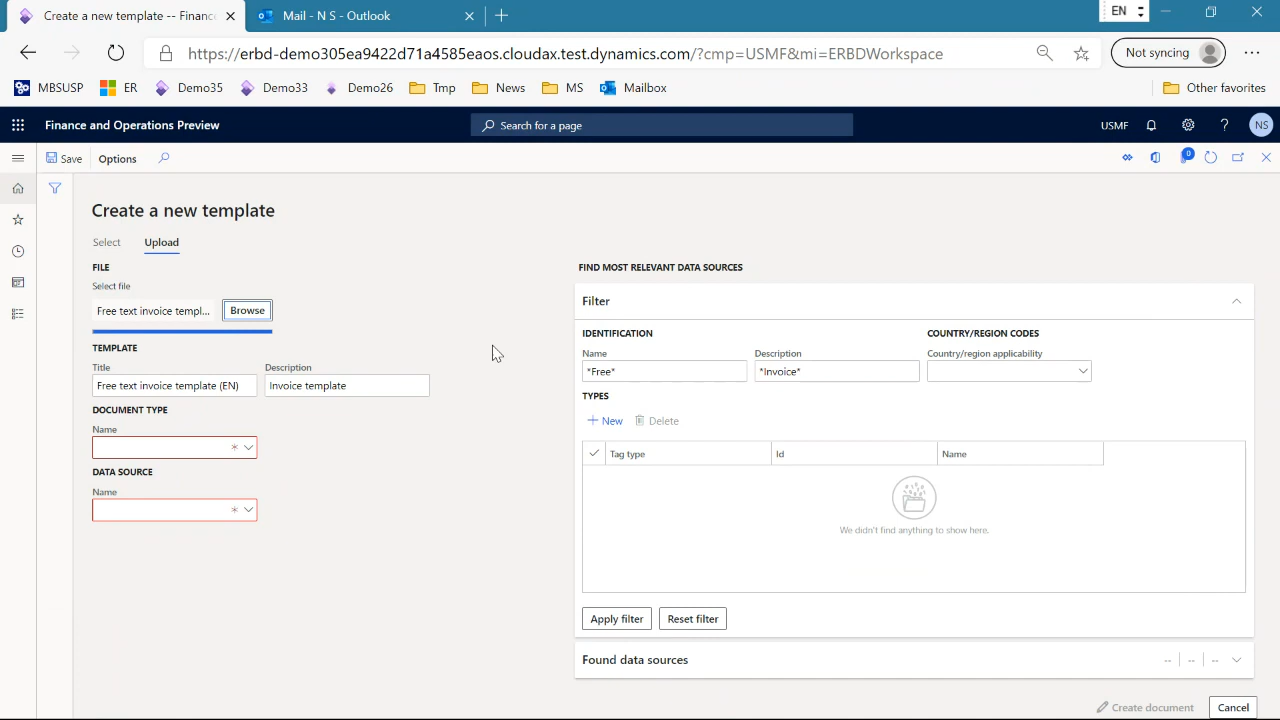 Create a new template -- Financ
Mail - N S - Outlook
EN
https://erbd-demo305ea9422d71a4585eaos.cloudax.test.dynamics.com/?cmp=USMF&mi=ERBDWorkspace
Not syncing
MBSUSP
ER
Demo35
Demo33
Demo26
Tmp
News
MS
Mailbox
Other favorites
Finance and Operations Preview
Search for a page
USMF
?
NS
Save
Options
0
Create a new template
Select
Upload
FILE
Select file
Free text invoice templ...
Browse
TEMPLATE
Title
Description
Free text invoice template (EN)
Invoice template
DOCUMENT TYPE
Name
*
DATA SOURCE
Name
*
FIND MOST RELEVANT DATA SOURCES
Filter
IDENTIFICATION
COUNTRY/REGION CODES
Name
Description
Country/region applicability
*Free*
*Invoice*
TYPES
+ New
Delete
Tag type
Id
Name
We didn't find anything to show here.
Apply filter
Reset filter
Found data sources
-- -- --
Create document
Cancel